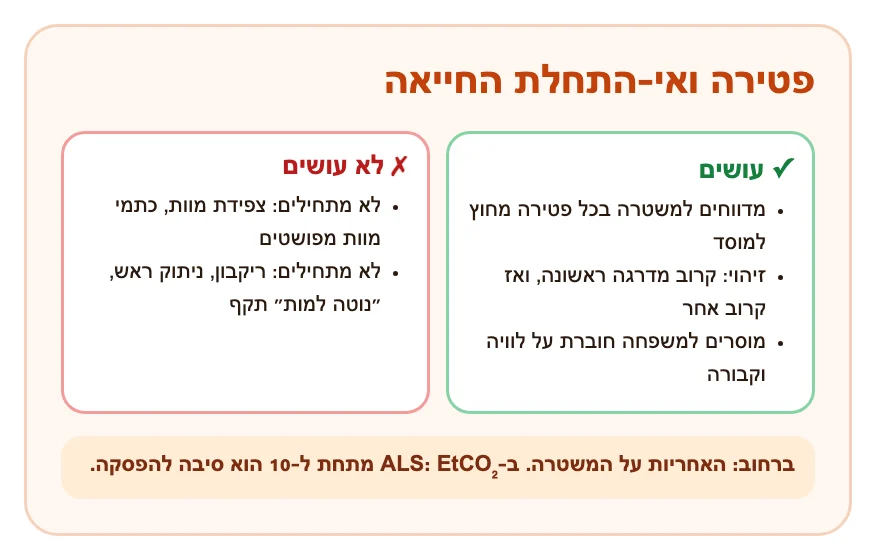 פטירה ואי-התחלת החייאה
✓ עושים
• מדווחים למשטרה בכל פטירה מחוץ
למוסד
• זיהוי: קרוב מדרגה ראשונה, ואז
קרוב אחר
• מוסרים למשפחה חוברת על לוויה
וקבורה
✗ לא עושים
• לא מתחילים: צפידת מוות, כתמי
מוות מפושטים
• לא מתחילים: ריקבון, ניתוק ראש,
״נוטה למות״ תקף
ברחוב: האחריות על המשטרה. ב-ALS: EtCO₂ מתחת ל-10 הוא סיבה להפסקה.